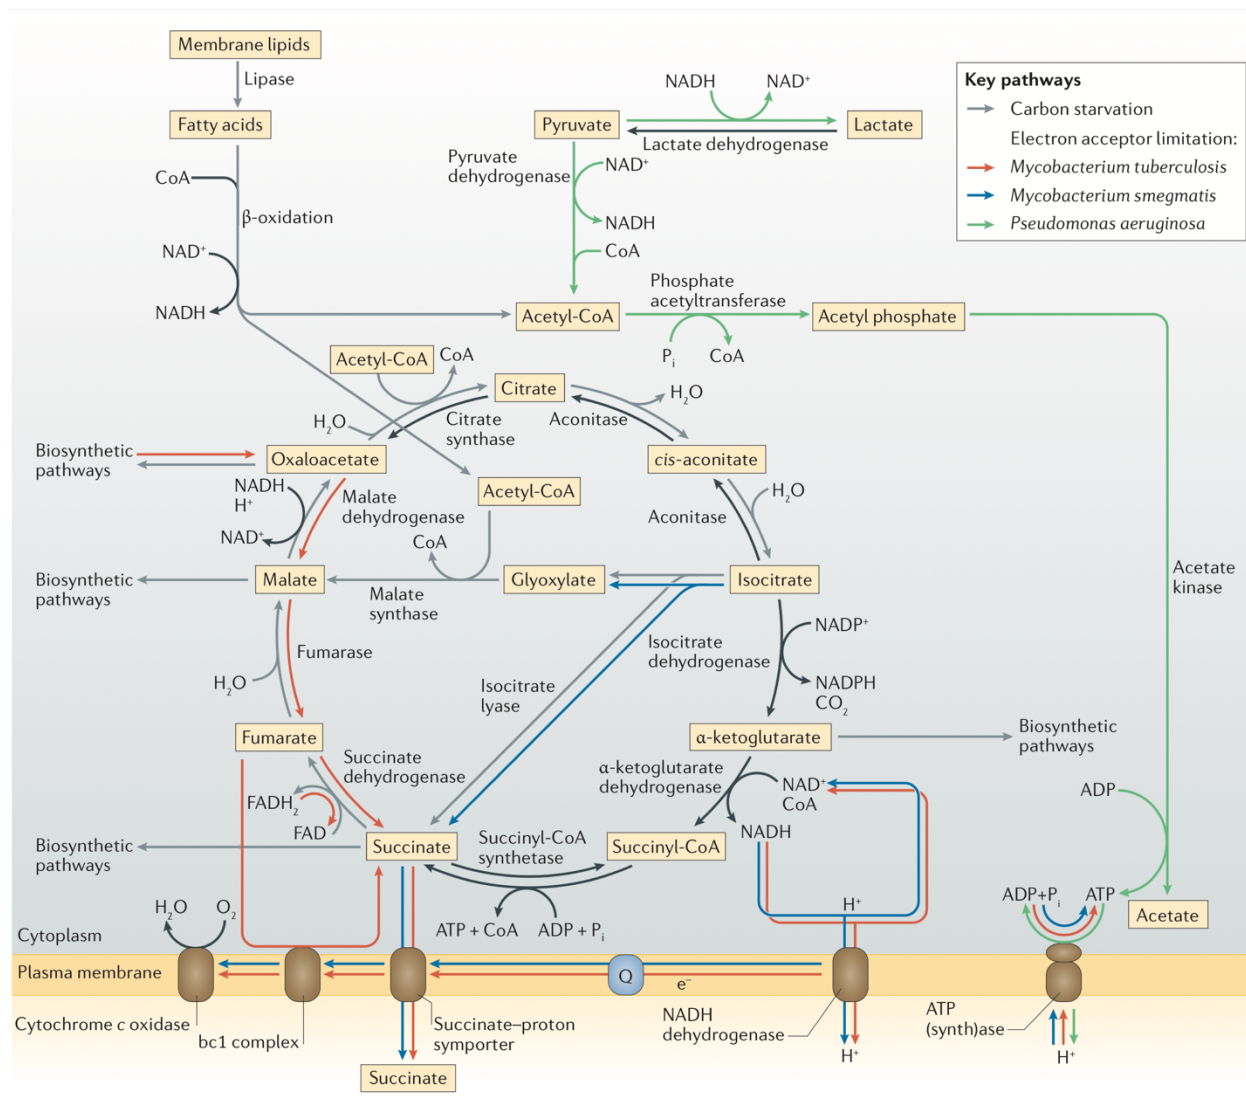 Membrane lipids
Lipase
Fatty acids
CoA
β-oxidation
NAD⁺
NADH
NADH
NAD⁺
Pyruvate
Lactate
Lactate dehydrogenase
Pyruvate
dehydrogenase
NAD⁺
NADH
CoA
Key pathways
Carbon starvation
Electron acceptor limitation:
Mycobacterium tuberculosis
Mycobacterium smegmatis
Pseudomonas aeruginosa
Phosphate
acetyltransferase
Acetyl-CoA
Acetyl phosphate
Pᵢ
CoA
Acetyl-CoA
CoA
Citrate
H₂O
H₂O
Citrate
synthase
Aconitase
Biosynthetic
pathways
Oxaloacetate
cis-aconitate
NADH
H⁺
NAD⁺
Malate
dehydrogenase
Acetyl-CoA
CoA
Aconitase
H₂O
Biosynthetic
pathways
Malate
Malate
synthase
Glyoxylate
Isocitrate
Acetate
kinase
Fumarase
H₂O
Isocitrate
lyase
Isocitrate
dehydrogenase
NADP⁺
NADPH
CO₂
Fumarate
α-ketoglutarate
Biosynthetic
pathways
Succinate
dehydrogenase
FADH₂
FAD
α-ketoglutarate
dehydrogenase
NAD⁺
CoA
NADH
ADP
Biosynthetic
pathways
Succinate
Succinyl-CoA
synthetase
Succinyl-CoA
ATP + CoA
ADP + Pᵢ
H₂O
O₂
H⁺
ADP+Pᵢ
ATP
Acetate
Cytoplasm
Plasma membrane
Q
e⁻
Cytochrome c oxidase
bc1 complex
Succinate–proton
symporter
NADH
dehydrogenase
H⁺
ATP
(synth)ase
H⁺
Succinate